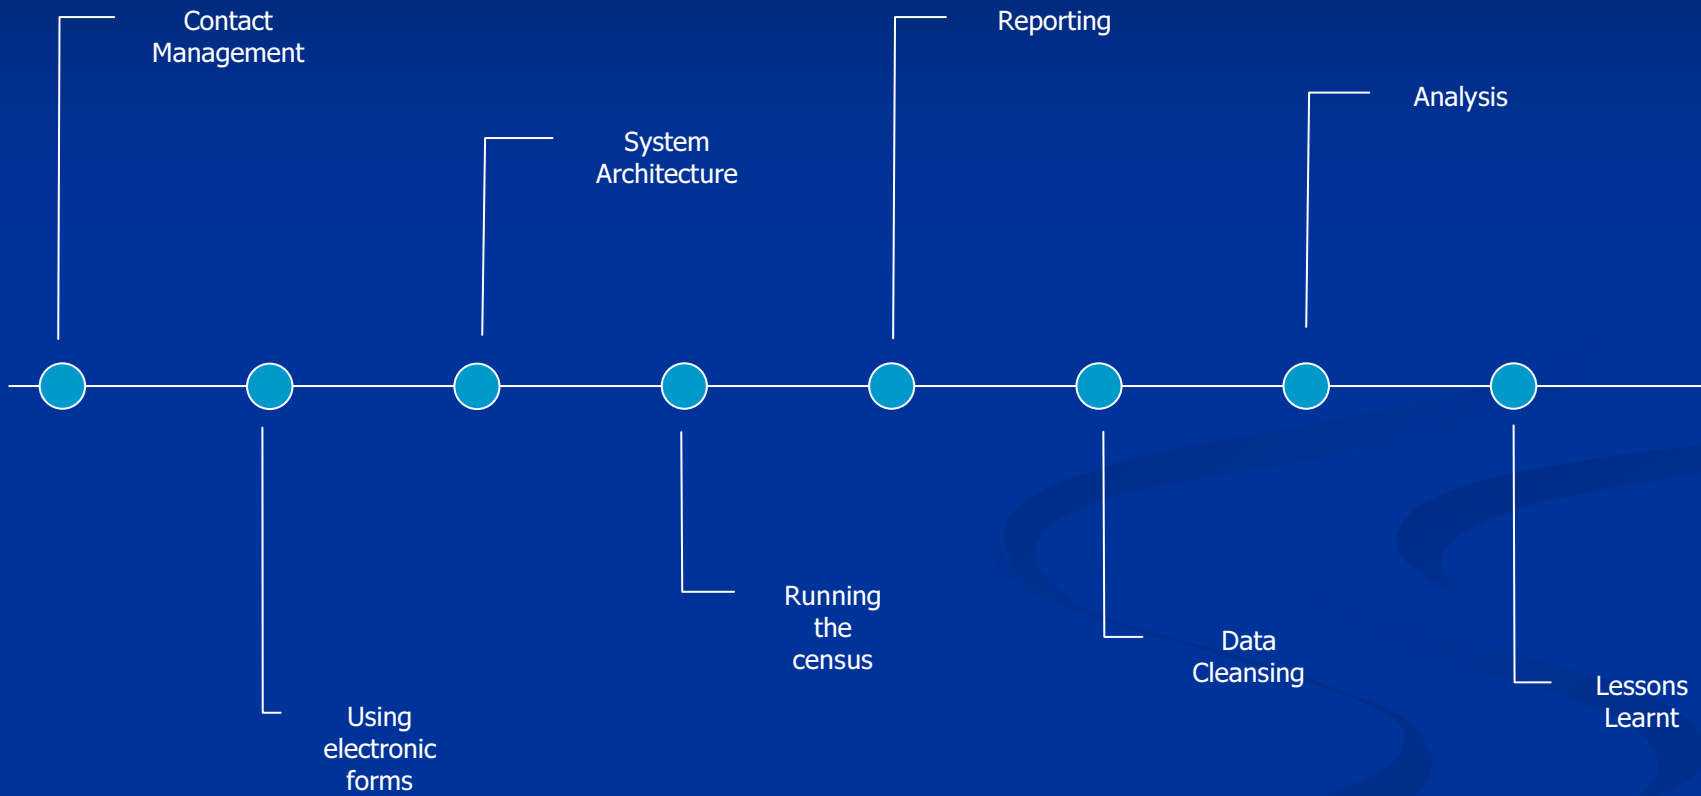 Contact
Management
Reporting
Analysis
System
Architecture
Running
the
census
Data
Cleansing
Lessons
Learnt
Using
electronic
forms